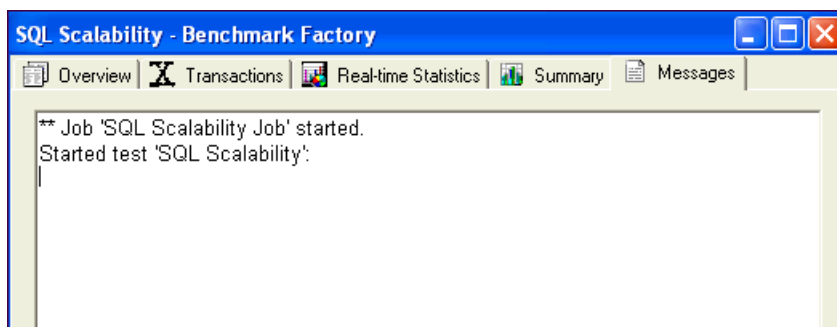 SQL Scalability - Benchmark Factory
Overview Transactions Real-time Statistics Summary Messages
** Job 'SQL Scalability Job' started.
Started test 'SQL Scalability':